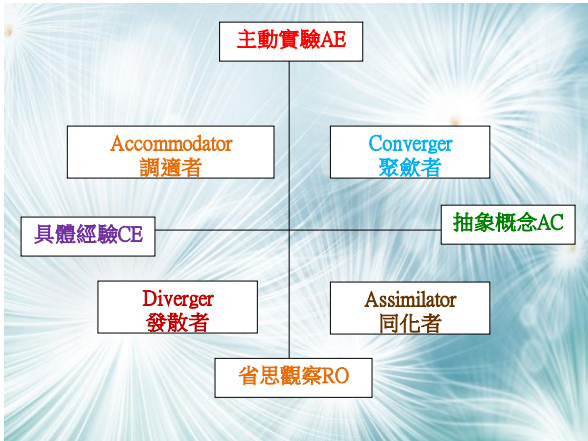 主動實驗AE
Accommodator
調適者
Converger
聚斂者
具體經驗CE
抽象概念AC
Diverger
發散者
Assimilator
同化者
省思觀察RO